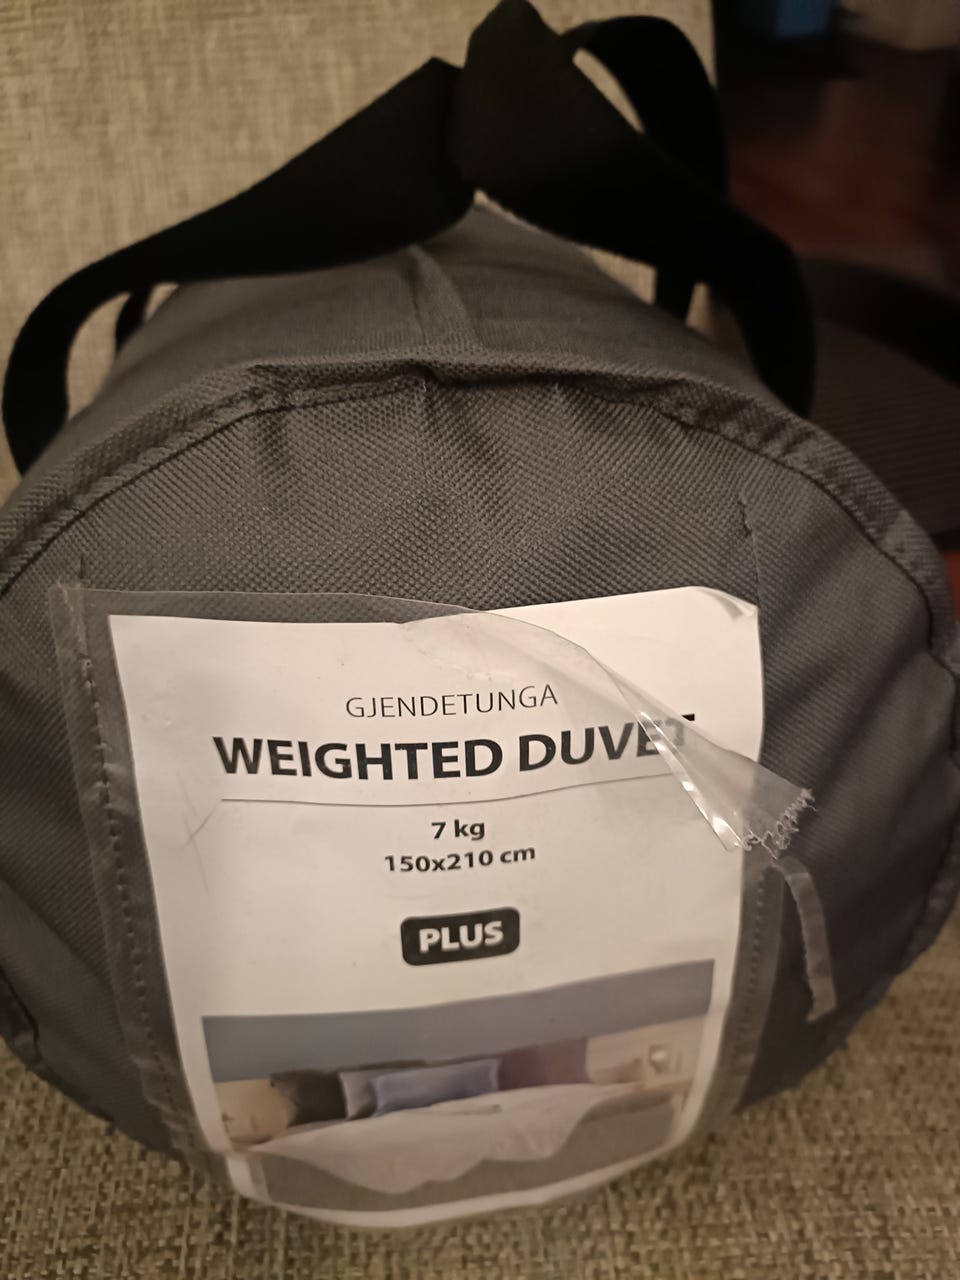 GJENDETUNGA
WEIGHTED DUVET
7 kg
150x210 cm
PLUS